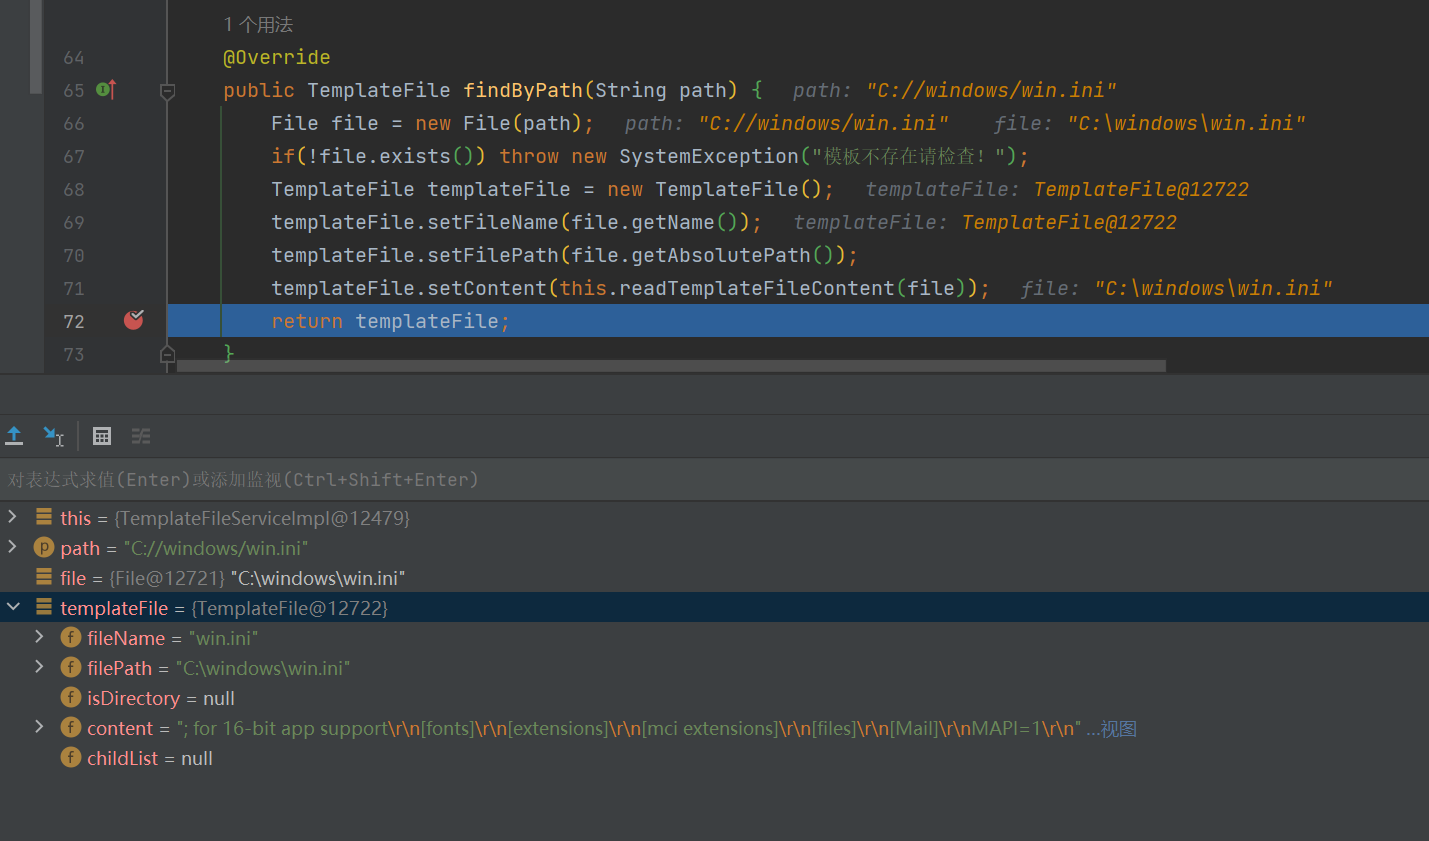 1 个用法
64 @Override
65 public TemplateFile findByPath(String path) { path: "C://windows/win.ini"
66 File file = new File(path); path: "C://windows/win.ini" file: "C:\windows\win.ini"
67 if(!file.exists()) throw new SystemException("模板不存在请检查！");
68 TemplateFile templateFile = new TemplateFile(); templateFile: TemplateFile@12722
69 templateFile.setFileName(file.getName()); templateFile: TemplateFile@12722
70 templateFile.setFilePath(file.getAbsolutePath());
71 templateFile.setContent(this.readTemplateFileContent(file)); file: "C:\windows\win.ini"
72 return templateFile;
73 }
对表达式求值(Enter)或添加监视(Ctrl+Shift+Enter)
this = {TemplateFileServiceImpl@12479}
p path = "C://windows/win.ini"
file = {File@12721} "C:\windows\win.ini"
templateFile = {TemplateFile@12722}
f fileName = "win.ini"
f filePath = "C:\windows\win.ini"
f isDirectory = null
f content = "; for 16-bit app support\r\n[fonts]\r\n[extensions]\r\n[mci extensions]\r\n[files]\r\n[Mail]\r\nMAPI=1\r\n" ...视图
f childList = null